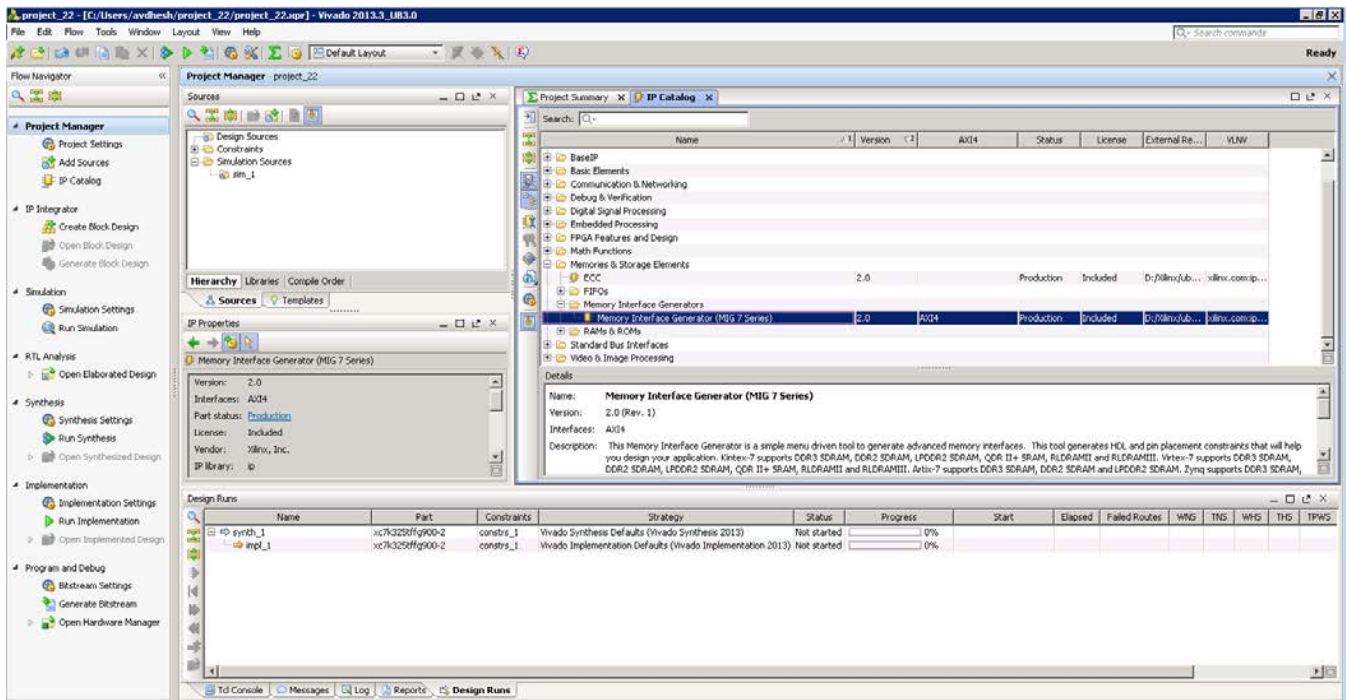 project_22 - [C:/Users/avdhesh/project_22/project_22.xpr] - Vivado 2013.3_UB3.0
File Edit Flow Tools Window Layout View Help
Search commands
Default Layout
Ready
Flow Navigator
Project Manager
Project Settings
Add Sources
IP Catalog
IP Integrator
Create Block Design
Open Block Design
Generate Block Design
Simulation
Simulation Settings
Run Simulation
RTL Analysis
Open Elaborated Design
Synthesis
Synthesis Settings
Run Synthesis
Open Synthesized Design
Implementation
Implementation Settings
Run Implementation
Open Implemented Design
Program and Debug
Bitstream Settings
Generate Bitstream
Open Hardware Manager
Project Manager - project_22
Sources
Design Sources
Constraints
Simulation Sources
sim_1
Hierarchy Libraries Compile Order
Sources Templates
IP Properties
Memory Interface Generator (MIG 7 Series)
Version: 2.0
Interfaces: AXI4
Part status: Production
License: Included
Vendor: Xilinx, Inc.
IP library: ip
Project Summary IP Catalog
Search:
Name Version AXI4 Status License External Re... VLNV
BaseIP
Basic Elements
Communication & Networking
Debug & Verification
Digital Signal Processing
Embedded Processing
FPGA Features and Design
Math Functions
Memories & Storage Elements
ECC 2.0 Production Included D:/Xilinx/ub... xilinx.com:ip...
FIFOs
Memory Interface Generators
Memory Interface Generator (MIG 7 Series) 2.0 AXI4 Production Included D:/Xilinx/ub... xilinx.com:ip...
RAMs & ROMs
Standard Bus Interfaces
Video & Image Processing
Details
Name: Memory Interface Generator (MIG 7 Series)
Version: 2.0 (Rev. 1)
Interfaces: AXI4
Description: This Memory Interface Generator is a simple menu driven tool to generate advanced memory interfaces. This tool generates HDL and pin placement constraints that will help
you design your application. Kintex-7 supports DDR3 SDRAM, DDR2 SDRAM, LPDDR2 SDRAM, QDR II+ SRAM, RLDRAMII and RLDRAMIII. Virtex-7 supports DDR3 SDRAM,
DDR2 SDRAM, LPDDR2 SDRAM, QDR II+ SRAM, RLDRAMII and RLDRAMIII. Artix-7 supports DDR3 SDRAM, DDR2 SDRAM and LPDDR2 SDRAM. Zynq supports DDR3 SDRAM,
Design Runs
Name Part Constraints Strategy Status Progress Start Elapsed Failed Routes WNS TNS WHS THS TPWS
synth_1 xc7k325tffg900-2 constrs_1 Vivado Synthesis Defaults (Vivado Synthesis 2013) Not started 0%
impl_1 xc7k325tffg900-2 constrs_1 Vivado Implementation Defaults (Vivado Implementation 2013) Not started 0%
Tcl Console Messages Log Reports Design Runs